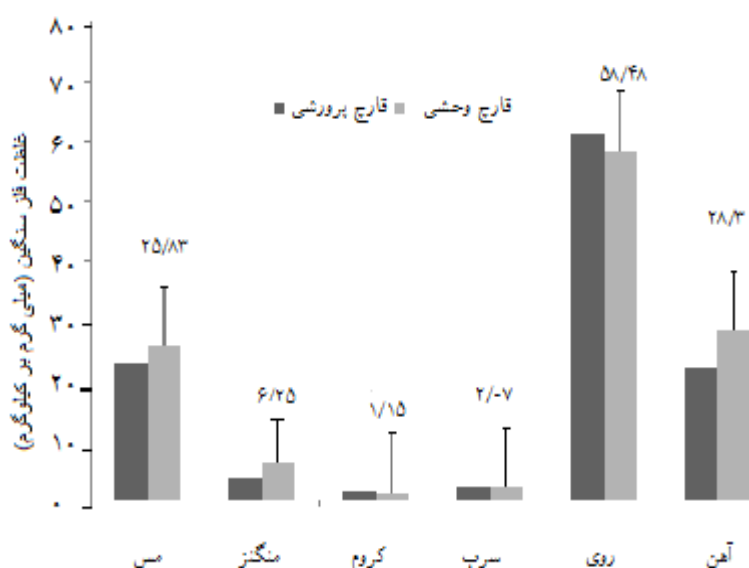 غلظت فلز سنگین (میلی گرم بر کیلوگرم)
۸۰
۷۰
۶۰
۵۰
۴۰
۳۰
۲۰
۱۰
۰
قارچ وحشی
قارچ پرورشی
۲۵/۸۳
۶/۲۵
۱/۱۵
۲/۰۷
۵۸/۴۸
۲۸/۳
مس
منگنز
کروم
سرب
روی
آهن